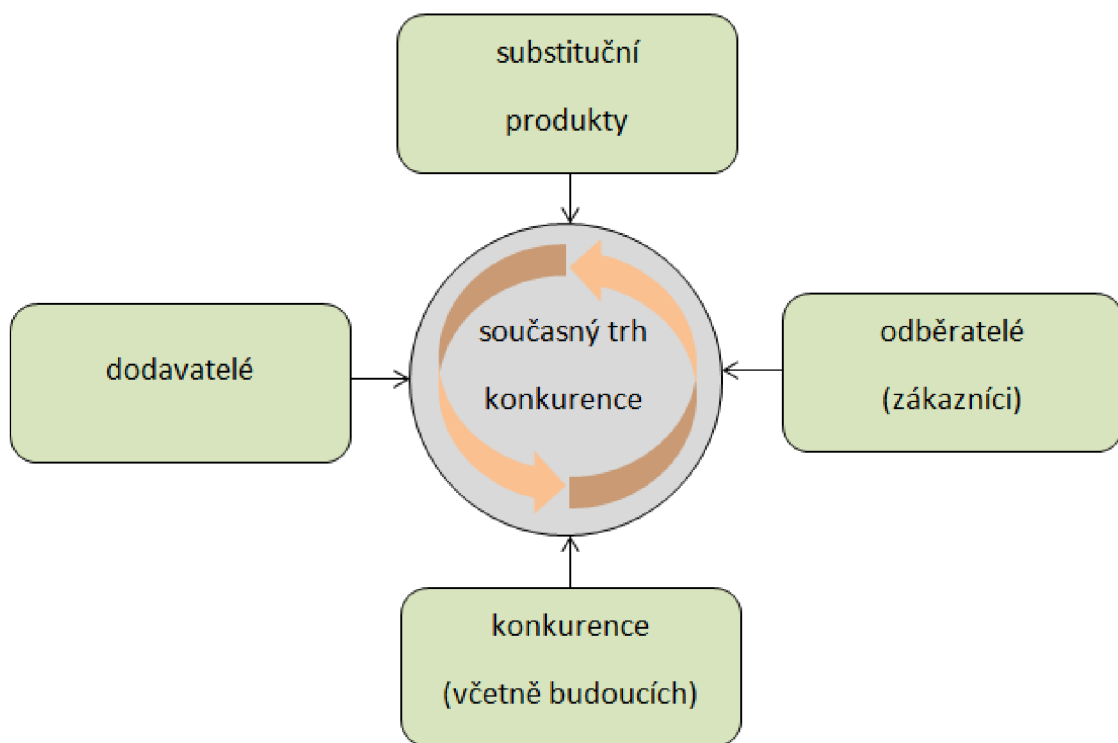 substituční
produkty
dodavatelé
současný trh
konkurence
odběratelé
(zákazníci)
konkurence
(včetně budoucích)